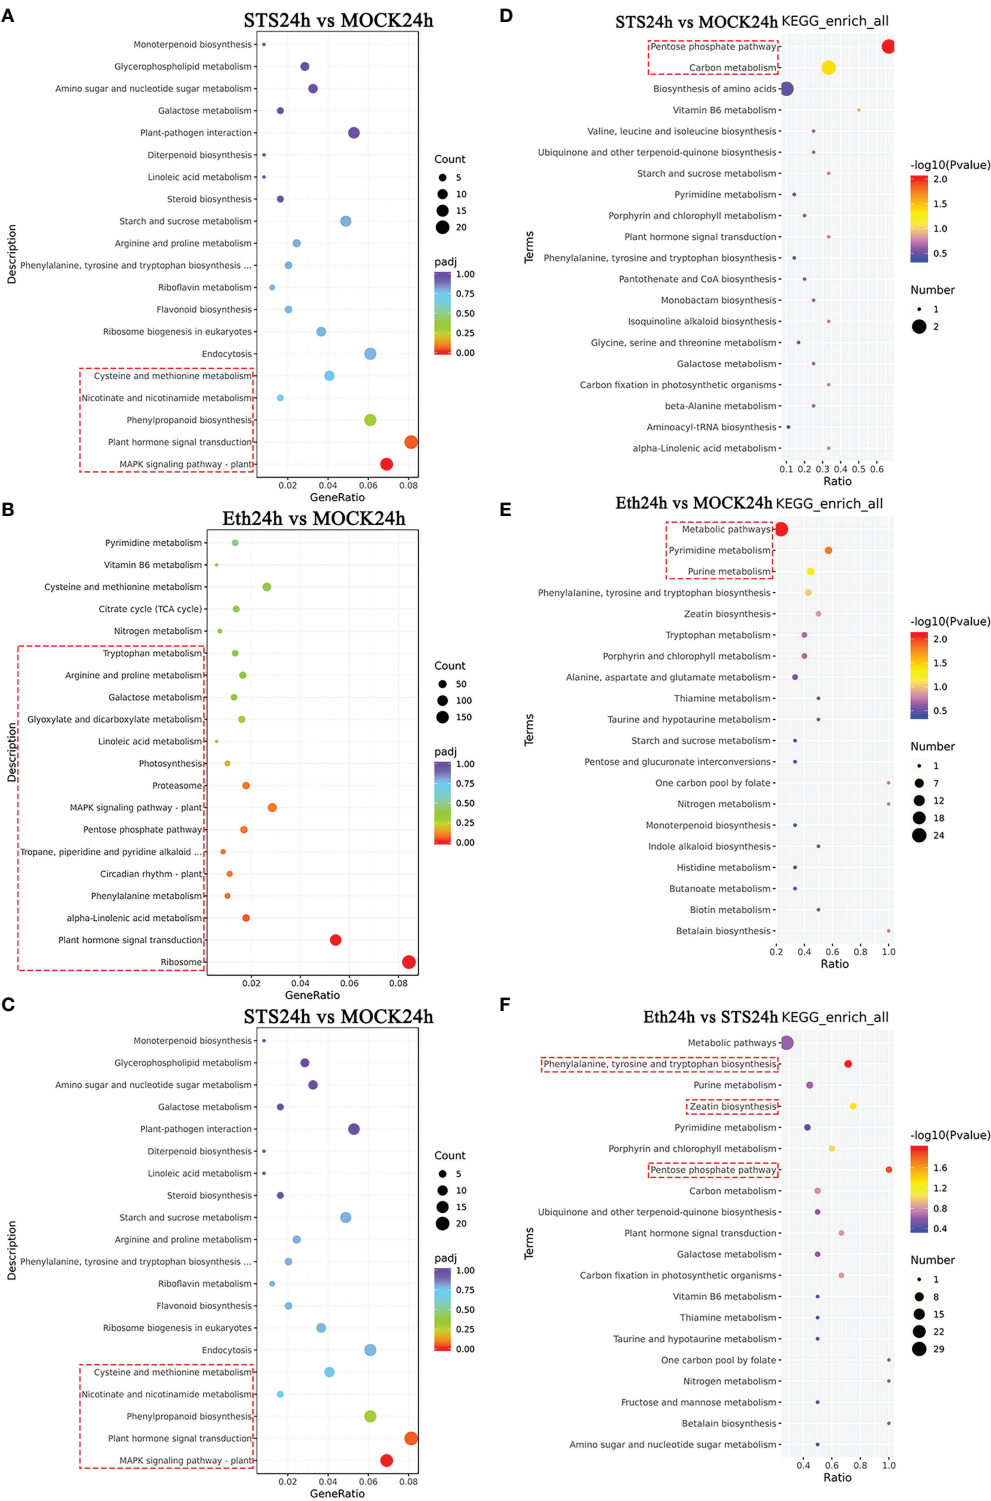 A
STS24h vs MOCK24h
Monoterpenoid biosynthesis
Glycerophospholipid metabolism
Amino sugar and nucleotide sugar metabolism
Galactose metabolism
Plant-pathogen interaction
Diterpenoid biosynthesis
Linoleic acid metabolism
Steroid biosynthesis
Starch and sucrose metabolism
Arginine and proline metabolism
Phenylalanine, tyrosine and tryptophan biosynthesis ...
Riboflavin metabolism
Flavonoid biosynthesis
Ribosome biogenesis in eukaryotes
Endocytosis
Cysteine and methionine metabolism
Nicotinate and nicotinamide metabolism
Phenylpropanoid biosynthesis
Plant hormone signal transduction
MAPK signaling pathway - plant
Description
0.02 0.04 0.06 0.08
GeneRatio
Count
5
10
15
20
padj
1.00
0.75
0.50
0.25
0.00
B
Eth24h vs MOCK24h
Pyrimidine metabolism
Vitamin B6 metabolism
Cysteine and methionine metabolism
Citrate cycle (TCA cycle)
Nitrogen metabolism
Tryptophan metabolism
Arginine and proline metabolism
Galactose metabolism
Glyoxylate and dicarboxylate metabolism
Linoleic acid metabolism
Photosynthesis
Proteasome
MAPK signaling pathway - plant
Pentose phosphate pathway
Tropane, piperidine and pyridine alkaloid ...
Circadian rhythm - plant
Phenylalanine metabolism
alpha-Linolenic acid metabolism
Plant hormone signal transduction
Ribosome
Description
0.02 0.04 0.06 0.08
GeneRatio
Count
50
100
150
padj
1.00
0.75
0.50
0.25
0.00
C
STS24h vs MOCK24h
Monoterpenoid biosynthesis
Glycerophospholipid metabolism
Amino sugar and nucleotide sugar metabolism
Galactose metabolism
Plant-pathogen interaction
Diterpenoid biosynthesis
Linoleic acid metabolism
Steroid biosynthesis
Starch and sucrose metabolism
Arginine and proline metabolism
Phenylalanine, tyrosine and tryptophan biosynthesis ...
Riboflavin metabolism
Flavonoid biosynthesis
Ribosome biogenesis in eukaryotes
Endocytosis
Cysteine and methionine metabolism
Nicotinate and nicotinamide metabolism
Phenylpropanoid biosynthesis
Plant hormone signal transduction
MAPK signaling pathway - plant
Description
0.02 0.04 0.06 0.08
GeneRatio
Count
5
10
15
20
padj
1.00
0.75
0.50
0.25
0.00
D
STS24h vs MOCK24h KEGG_enrich_all
Pentose phosphate pathway
Carbon metabolism
Biosynthesis of amino acids
Vitamin B6 metabolism
Valine, leucine and isoleucine biosynthesis
Ubiquinone and other terpenoid-quinone biosynthesis
Starch and sucrose metabolism
Pyrimidine metabolism
Porphyrin and chlorophyll metabolism
Plant hormone signal transduction
Phenylalanine, tyrosine and tryptophan biosynthesis
Pantothenate and CoA biosynthesis
Monobactam biosynthesis
Isoquinoline alkaloid biosynthesis
Glycine, serine and threonine metabolism
Galactose metabolism
Carbon fixation in photosynthetic organisms
beta-Alanine metabolism
Aminoacyl-tRNA biosynthesis
alpha-Linolenic acid metabolism
Terms
0.1 0.2 0.3 0.4 0.5 0.6
Ratio
-log10(Pvalue)
2.0
1.5
1.0
0.5
Number
1
2
E
Eth24h vs MOCK24h KEGG_enrich_all
Metabolic pathways
Pyrimidine metabolism
Purine metabolism
Phenylalanine, tyrosine and tryptophan biosynthesis
Zeatin biosynthesis
Tryptophan metabolism
Porphyrin and chlorophyll metabolism
Alanine, aspartate and glutamate metabolism
Thiamine metabolism
Taurine and hypotaurine metabolism
Starch and sucrose metabolism
Pentose and glucuronate interconversions
One carbon pool by folate
Nitrogen metabolism
Monoterpenoid biosynthesis
Indole alkaloid biosynthesis
Histidine metabolism
Butanoate metabolism
Biotin metabolism
Betalain biosynthesis
Terms
0.2 0.4 0.6 0.8 1.0
Ratio
-log10(Pvalue)
2.0
1.5
1.0
0.5
Number
1
7
12
18
24
F
Eth24h vs STS24h KEGG_enrich_all
Metabolic pathways
Phenylalanine, tyrosine and tryptophan biosynthesis
Purine metabolism
Zeatin biosynthesis
Pyrimidine metabolism
Porphyrin and chlorophyll metabolism
Pentose phosphate pathway
Carbon metabolism
Ubiquinone and other terpenoid-quinone biosynthesis
Plant hormone signal transduction
Galactose metabolism
Carbon fixation in photosynthetic organisms
Vitamin B6 metabolism
Thiamine metabolism
Taurine and hypotaurine metabolism
One carbon pool by folate
Nitrogen metabolism
Fructose and mannose metabolism
Betalain biosynthesis
Amino sugar and nucleotide sugar metabolism
Terms
0.4 0.6 0.8 1.0
Ratio
-log10(Pvalue)
1.6
1.2
0.8
0.4
Number
1
8
15
22
29